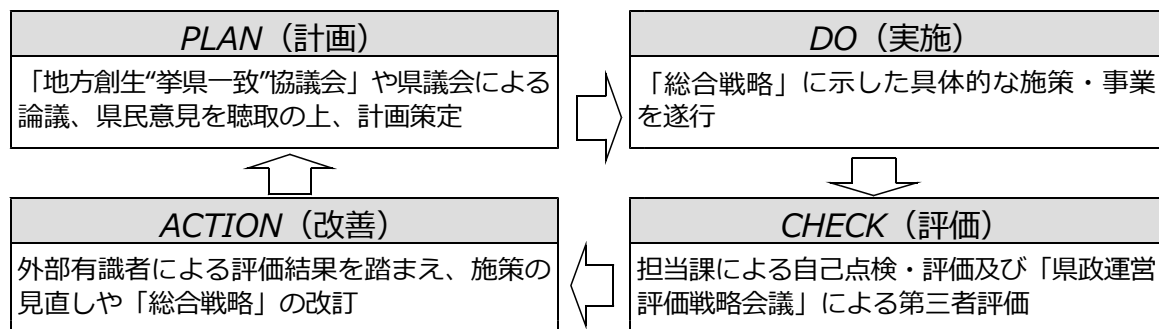 PLAN（計画）
「地方創生“挙県一致”協議会」や県議会による
論議、県民意見を聴取の上、計画策定
DO（実施）
「総合戦略」に示した具体的な施策・事業
を遂行
CHECK（評価）
担当課による自己点検・評価及び「県政運営
評価戦略会議」による第三者評価
ACTION（改善）
外部有識者による評価結果を踏まえ、施策の
見直しや「総合戦略」の改訂